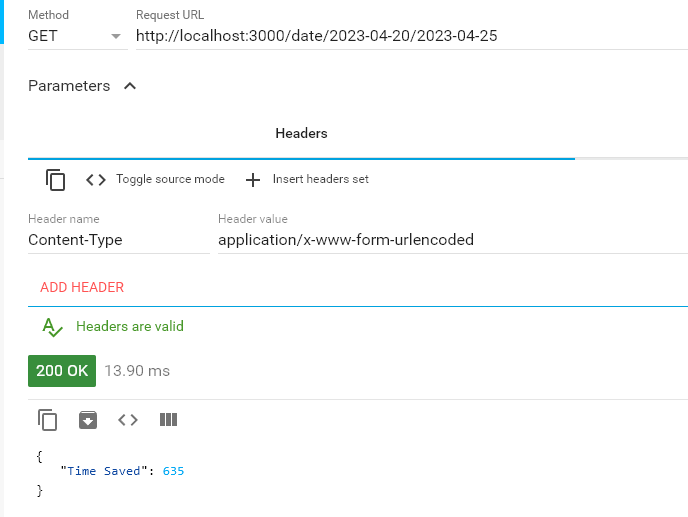 Method
Request URL
GET
http://localhost:3000/date/2023-04-20/2023-04-25
Parameters
Headers
Toggle source mode
Insert headers set
Header name
Header value
Content-Type
application/x-www-form-urlencoded
ADD HEADER
Headers are valid
200 OK 13.90 ms
{
"Time Saved": 635
}